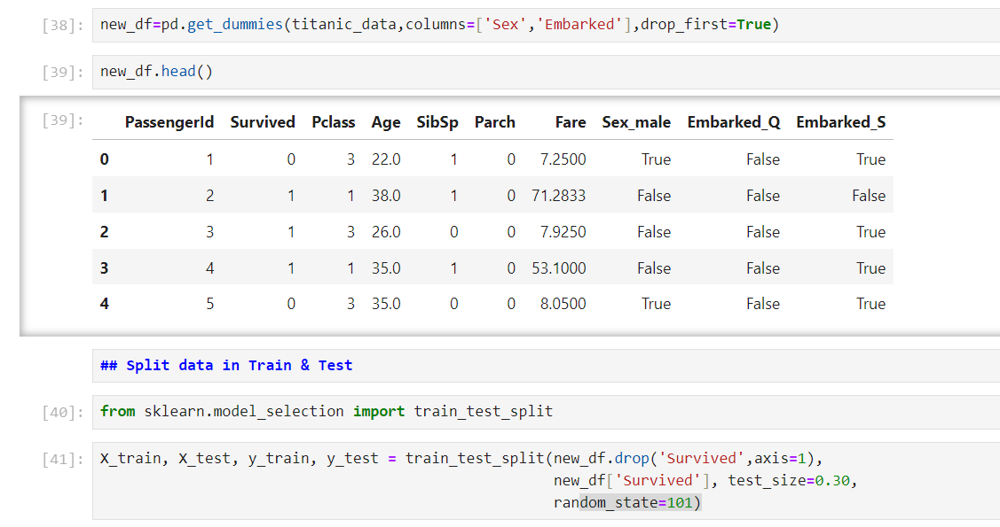 [38]: new_df=pd.get_dummies(titanic_data,columns=['Sex','Embarked'],drop_first=True)
[39]: new_df.head()
[39]: PassengerId Survived Pclass Age SibSp Parch Fare Sex_male Embarked_Q Embarked_S
0 1 0 3 22.0 1 0 7.2500 True False True
1 2 1 1 38.0 1 0 71.2833 False False False
2 3 1 3 26.0 0 0 7.9250 False False True
3 4 1 1 35.0 1 0 53.1000 False False True
4 5 0 3 35.0 0 0 8.0500 True False True
## Split data in Train & Test
[40]: from sklearn.model_selection import train_test_split
[41]: X_train, X_test, y_train, y_test = train_test_split(new_df.drop('Survived',axis=1),
new_df['Survived'], test_size=0.30,
random_state=101)